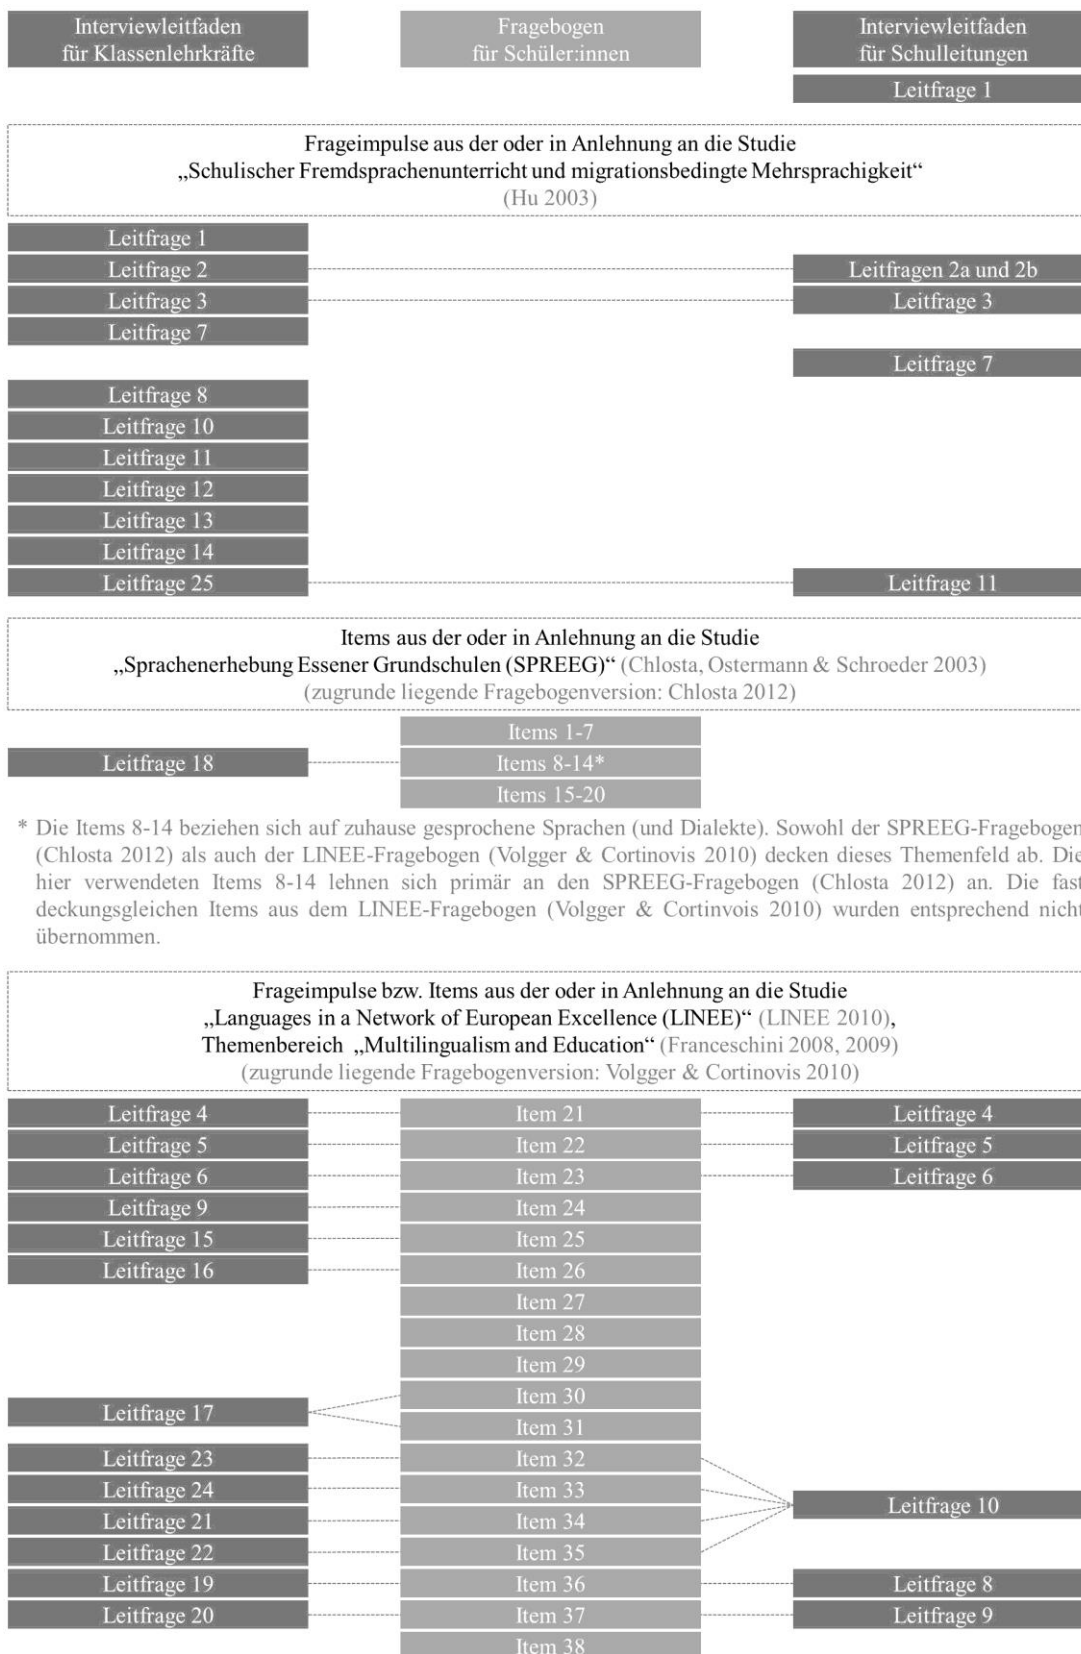 Interviewleitfaden
für Klassenlehrkräfte
Fragebogen
für Schüler:innen
Interviewleitfaden
für Schulleitungen
Leitfrage 1
Frageimpulse aus der oder in Anlehnung an die Studie
„Schulischer Fremdsprachenunterricht und migrationsbedingte Mehrsprachigkeit“
(Hu 2003)
Leitfrage 1
Leitfrage 2
Leitfragen 2a und 2b
Leitfrage 3
Leitfrage 3
Leitfrage 7
Leitfrage 7
Leitfrage 8
Leitfrage 10
Leitfrage 11
Leitfrage 12
Leitfrage 13
Leitfrage 14
Leitfrage 25
Leitfrage 11
Items aus der oder in Anlehnung an die Studie
„Sprachenerhebung Essener Grundschulen (SPREEG)“ (Chlosta, Ostermann & Schroeder 2003)
(zugrunde liegende Fragebogenversion: Chlosta 2012)
Items 1-7
Leitfrage 18
Items 8-14*
Items 15-20
* Die Items 8-14 beziehen sich auf zuhause gesprochene Sprachen (und Dialekte). Sowohl der SPREEG-Fragebogen
(Chlosta 2012) als auch der LINEE-Fragebogen (Volgger & Cortinovis 2010) decken dieses Themenfeld ab. Die
hier verwendeten Items 8-14 lehnen sich primär an den SPREEG-Fragebogen (Chlosta 2012) an. Die fast
deckungsgleichen Items aus dem LINEE-Fragebogen (Volgger & Cortinvois 2010) wurden entsprechend nicht
übernommen.
Frageimpulse bzw. Items aus der oder in Anlehnung an die Studie
„Languages in a Network of European Excellence (LINEE)“ (LINEE 2010),
Themenbereich „Multilingualism and Education“ (Franceschini 2008, 2009)
(zugrunde liegende Fragebogenversion: Volgger & Cortinovis 2010)
Leitfrage 4
Item 21
Leitfrage 4
Leitfrage 5
Item 22
Leitfrage 5
Leitfrage 6
Item 23
Leitfrage 6
Leitfrage 9
Item 24
Leitfrage 15
Item 25
Leitfrage 16
Item 26
Item 27
Item 28
Item 29
Item 30
Leitfrage 17
Item 31
Leitfrage 23
Item 32
Leitfrage 24
Item 33
Leitfrage 10
Leitfrage 21
Item 34
Leitfrage 22
Item 35
Leitfrage 19
Item 36
Leitfrage 8
Leitfrage 20
Item 37
Leitfrage 9
Item 38